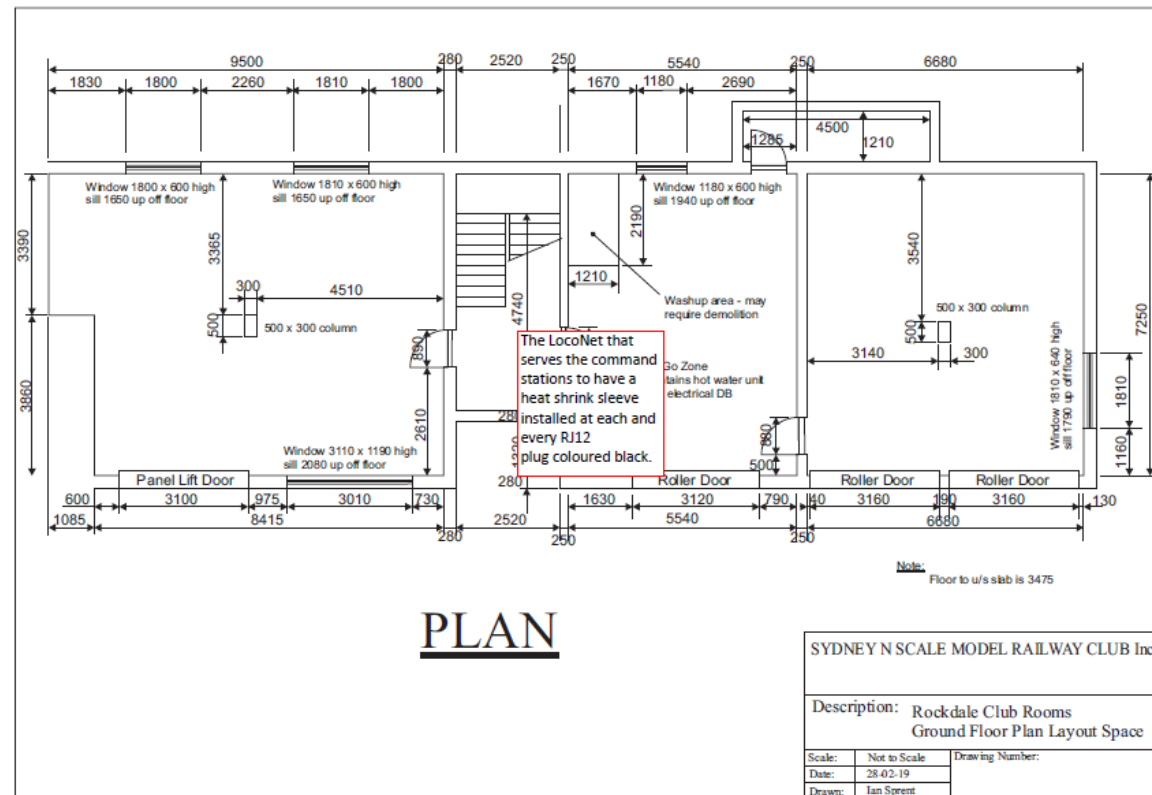 9500 280 2520 250 5540 250 6680
1830 1800 2260 1810 1800 1670 1180 2690
4500
1285 1210
Window 1800 x 600 high
sill 1650 up off floor
Window 1810 x 600 high
sill 1650 up off floor
Window 1180 x 600 high
sill 1940 up off floor
3390
3365
2190
3540
7250
300 4510
1210
500
500 x 300 column
4740
Washup area - may
require demolition
500 x 300 column
500
3140 300
890
3860
2610
The LocoNet that
serves the command
stations to have a
heat shrink sleeve
installed at each and
every RJ12
plug coloured black.
Go Zone
tains hot water unit
electrical DB
Window 1810 x 640 high
sill 1790 up off floor
1810
1160
880
500
280
280
Window 3110 x 1190 high
sill 2080 up off floor
Panel Lift Door
Roller Door
Roller Door
Roller Door
600 3100 975 3010 730 1630 3120 790 40 3160 190 3160 130
1085 8415 280 2520 250 5540 250 6680
Note:
Floor to u/s slab is 3475
PLAN
SYDNEY N SCALE MODEL RAILWAY CLUB Inc
Description: Rockdale Club Rooms
Ground Floor Plan Layout Space
Scale: Not to Scale Drawing Number:
Date: 28-02-19
Drawn: Ian Sprent